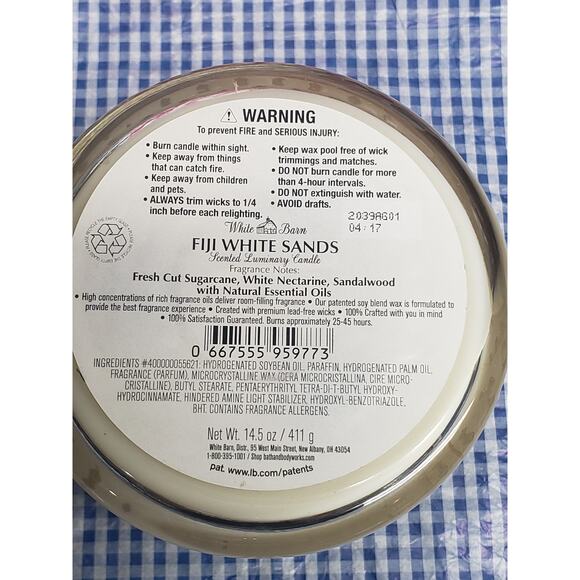 WARNING
To prevent FIRE and SERIOUS INJURY:
• Burn candle within sight.
• Keep away from things
that can catch fire.
• Keep away from children
and pets.
• ALWAYS trim wicks to 1/4
inch before each relighting.
• Keep wax pool free of wick
trimmings and matches.
• DO NOT burn candle for more
than 4-hour intervals.
• DO NOT extinguish with water.
• AVOID drafts.
2039AG01
04:17
White Barn
FIJI WHITE SANDS
Scented Luminary Candle
Fragrance Notes:
Fresh Cut Sugarcane, White Nectarine, Sandalwood
with Natural Essential Oils
• High concentrations of rich fragrance oils deliver room-filling fragrance • Our patented soy blend wax is formulated to
provide the best fragrance experience • Created with premium lead-free wicks • 100% Crafted with you in mind
• 100% Satisfaction Guaranteed. Burns approximately 25-45 hours.
0 667555 959773
INGREDIENTS #400000055621: HYDROGENATED SOYBEAN OIL, PARAFFIN, HYDROGENATED PALM OIL,
FRAGRANCE (PARFUM), MICROCRYSTALLINE WAX (CERA MICROCRISTALLINA, CIRE MICRO-
CRISTALLINE), BUTYL STEARATE, PENTAERYTHRITYL TETRA-DI-T-BUTYL HYDROXY-
HYDROCINNAMATE, HINDERED AMINE LIGHT STABILIZER, HYDROXYL-BENZOTRIAZOLE,
BHT. CONTAINS FRAGRANCE ALLERGENS.
Net Wt. 14.5 oz / 411 g
White Barn, Distr., 95 West Main Street, New Albany, OH 43054
1-800-395-1001 / Shop bathandbodyworks.com
pat. www.lb.com/patents